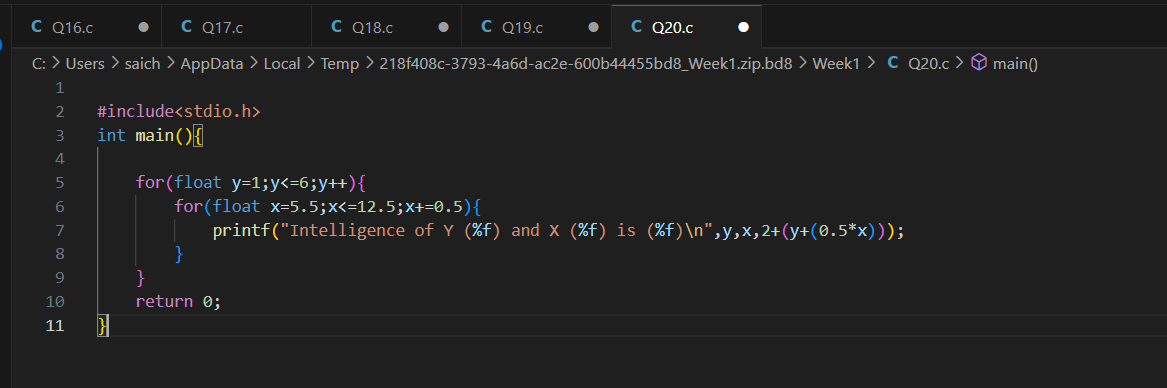 C Q16.c ● C Q17.c C Q18.c ● C Q19.c ● C Q20.c ●
C: > Users > saich > AppData > Local > Temp > 218f408c-3793-4a6d-ac2e-600b44455bd8_Week1.zip.bd8 > Week1 > C Q20.c > main()
1
2 #include<stdio.h>
3 int main(){
4
5     for(float y=1;y<=6;y++){
6         for(float x=5.5;x<=12.5;x+=0.5){
7             printf("Intelligence of Y (%f) and X (%f) is (%f)\n",y,x,2+(y+(0.5*x)));
8         }
9     }
10     return 0;
11 }